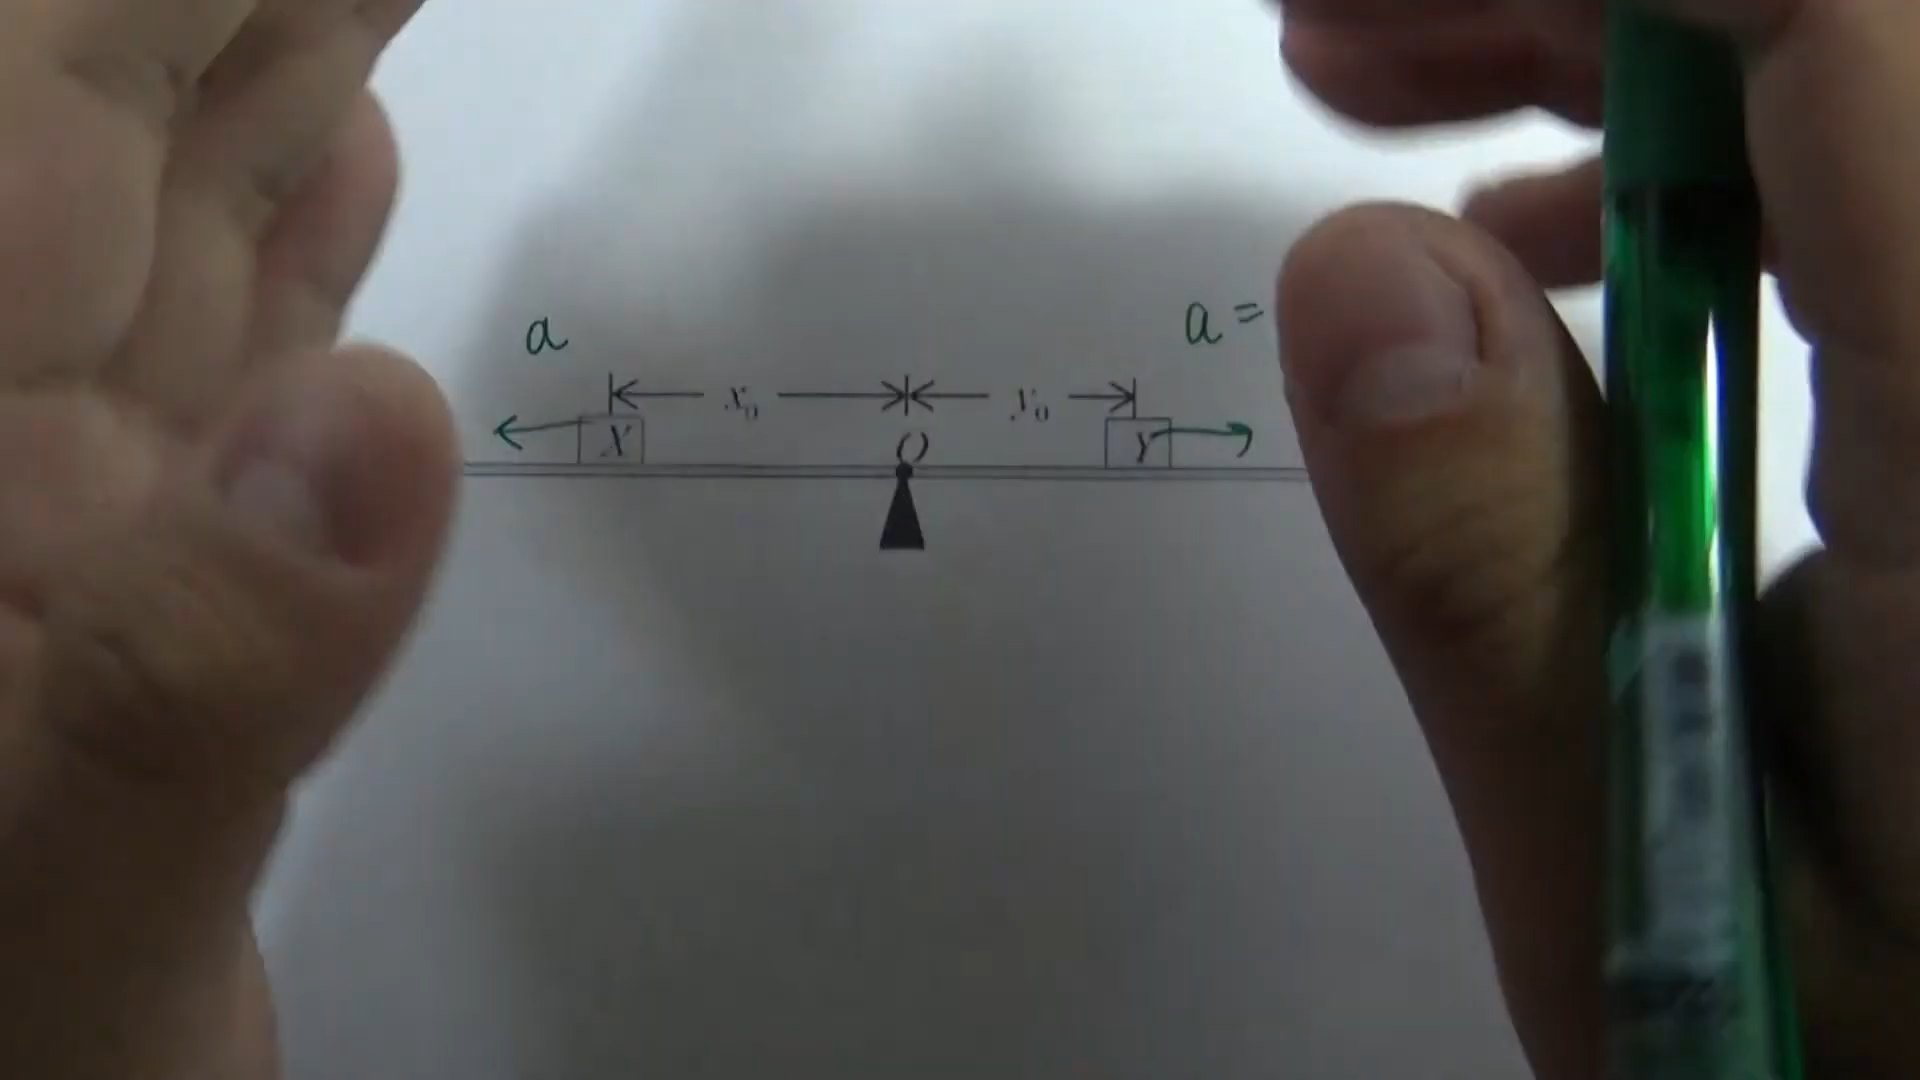 a a =
x₀ y₀
X O Y